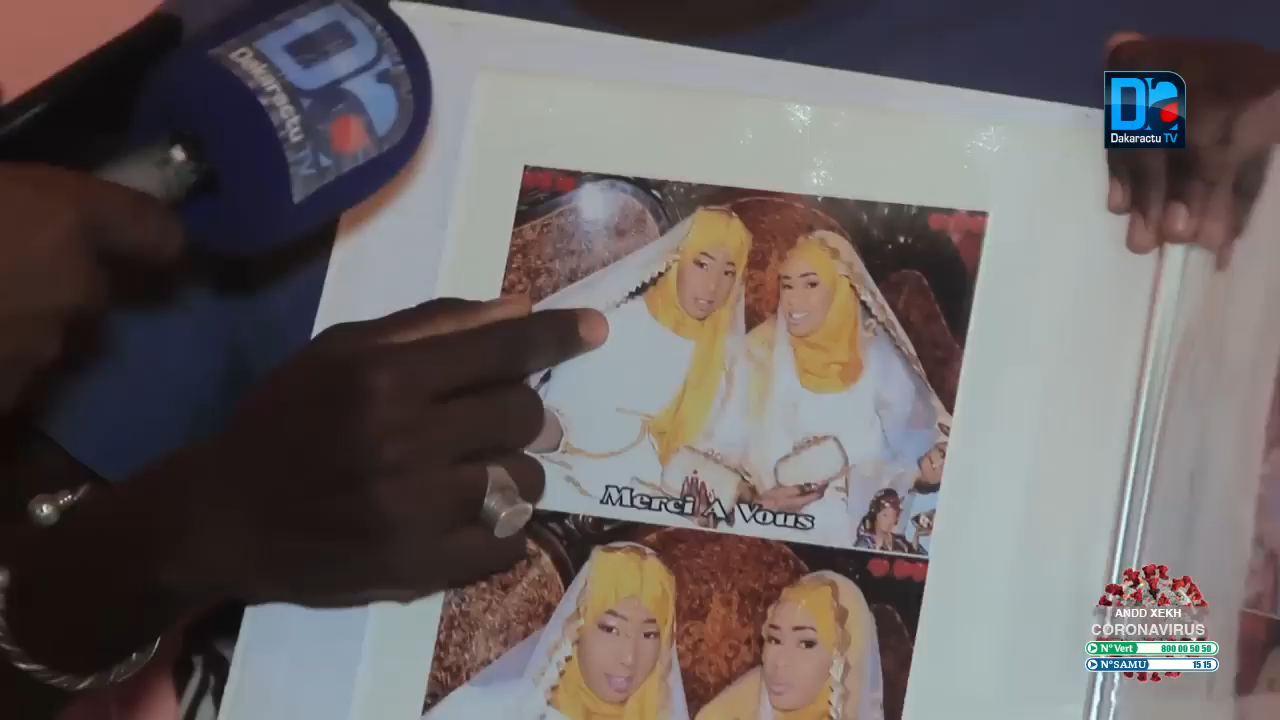 Dakaractu
TV
Dakaractu TV
Merci A Vous
ANDD XEKH
CORONAVIRUS
N°Vert 800 00 50 50
N°SAMU 15 15